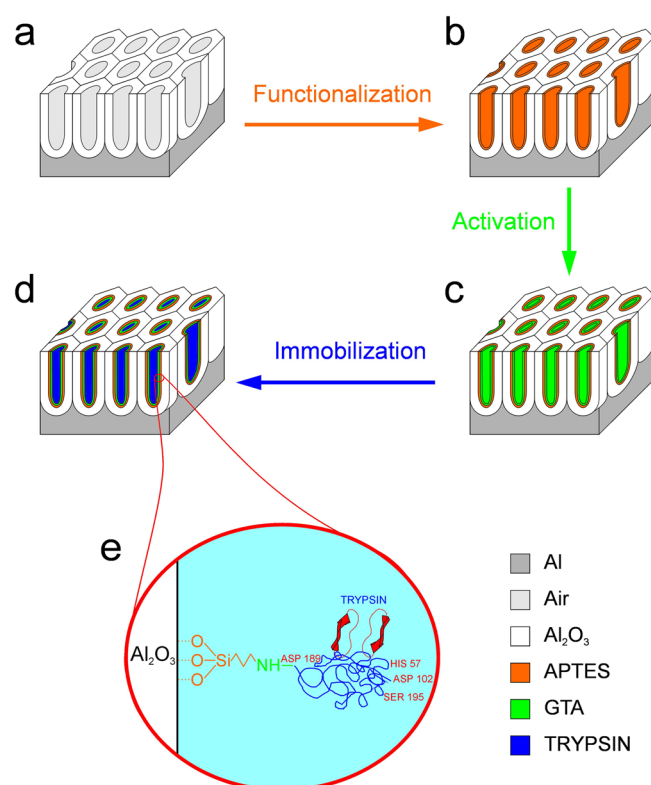 a
b
Functionalization
Activation
d
c
Immobilization
e
TRYPSIN
Al₂O₃
O
O
Si
O
NH
ASP 189
HIS 57
ASP 102
SER 195
Al
Air
Al₂O₃
APTES
GTA
TRYPSIN